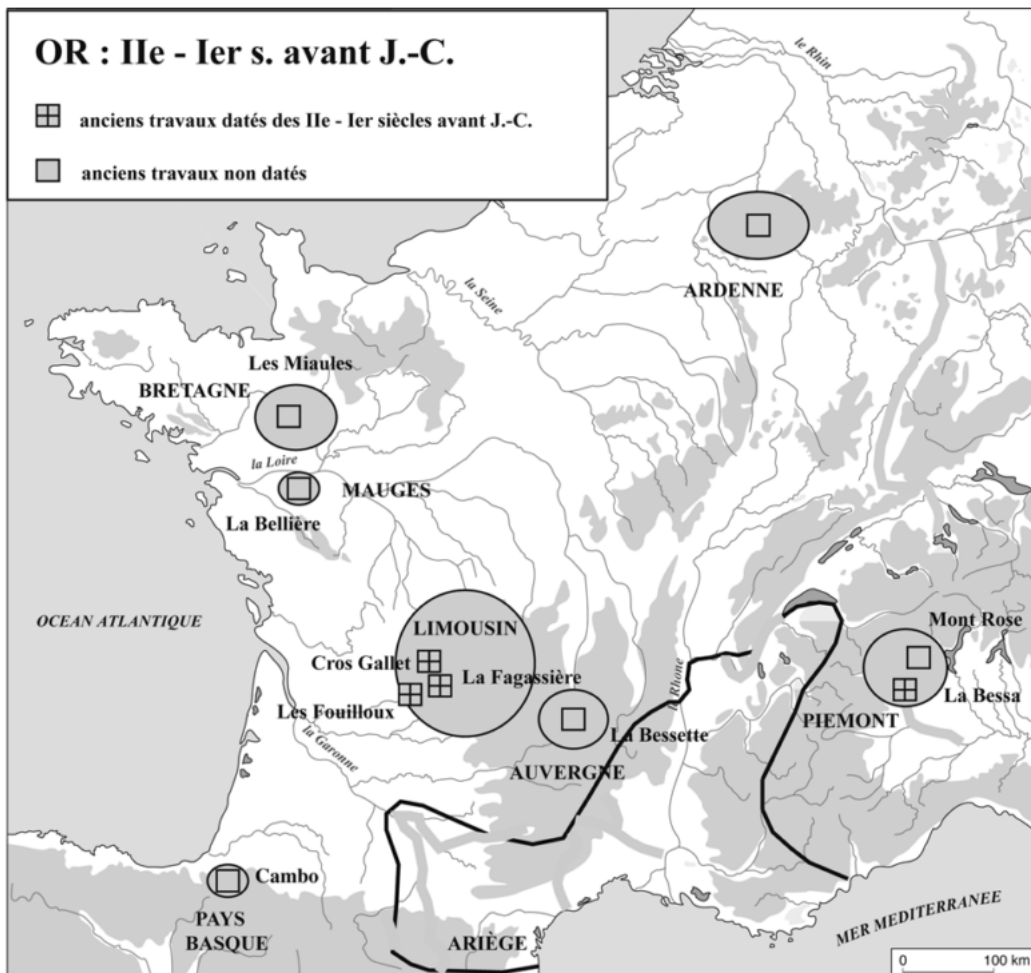 OR : IIe - Ier s. avant J.-C.
anciens travaux datés des IIe - Ier siècles avant J.-C.
anciens travaux non datés
le Rhin
ARDENNE
la Seine
Les Miaules
BRETAGNE
la Loire
MAUGES
La Bellière
OCEAN ATLANTIQUE
LIMOUSIN
Cros Gallet
La Fagassière
Les Fouilloux
la Garonne
La Bessette
AUVERGNE
la Rhone
Mont Rose
La Bessa
PIEMONT
Cambo
PAYS
BASQUE
ARIÈGE
MER MEDITERRANEE
0 100 km